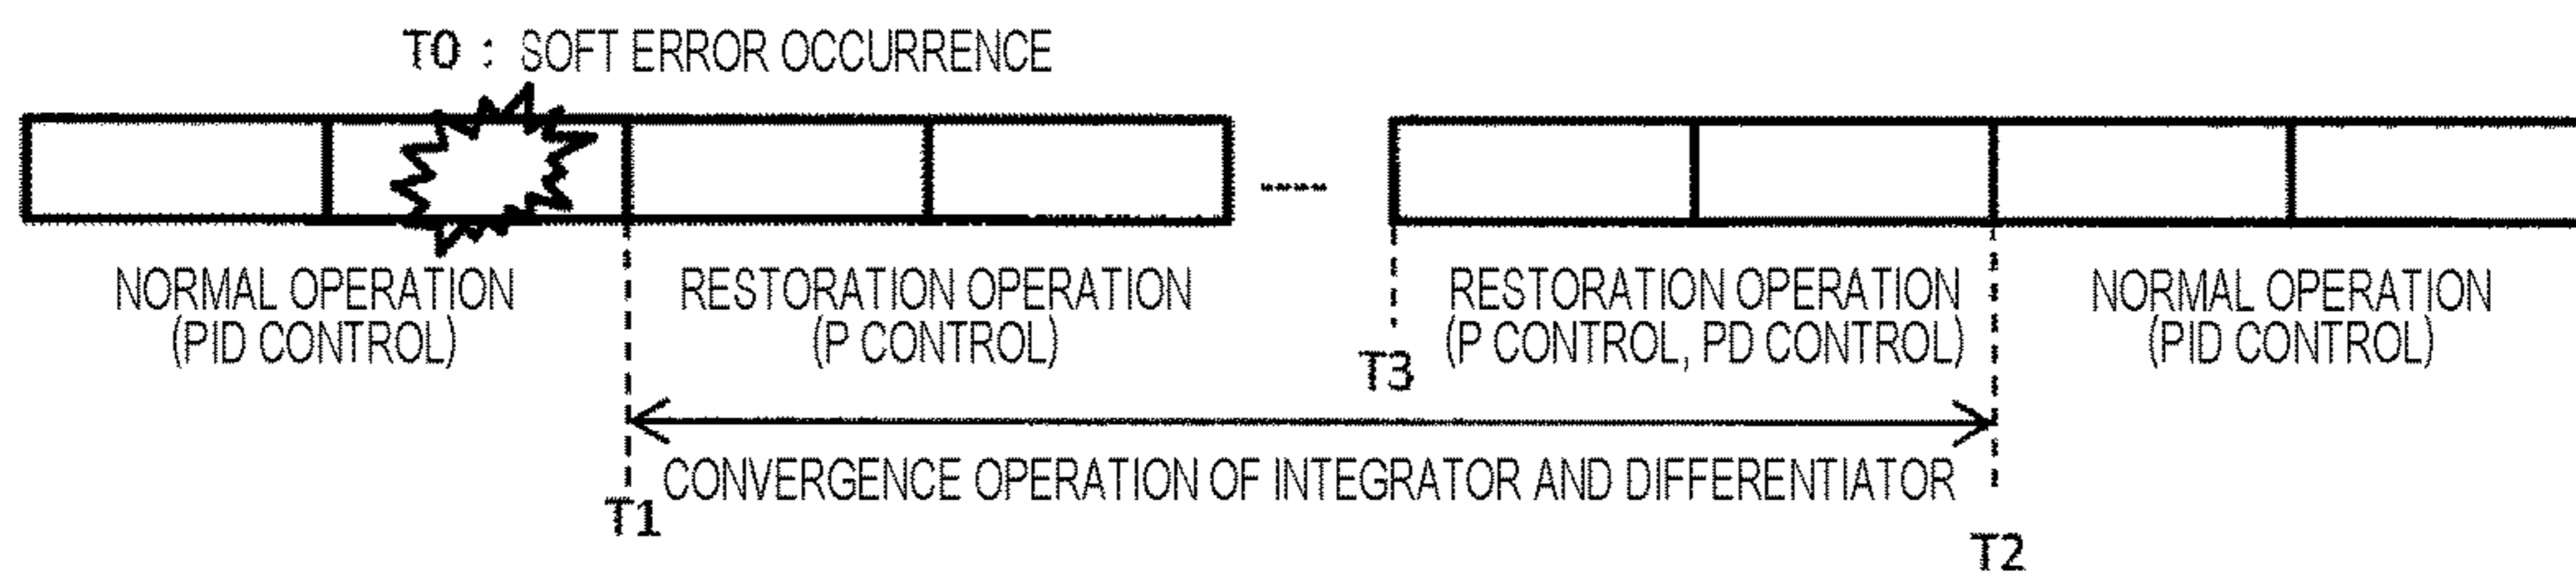 T0 : SOFT ERROR OCCURRENCE
NORMAL OPERATION
(PID CONTROL)
RESTORATION OPERATION
(P CONTROL)
RESTORATION OPERATION
(P CONTROL, PD CONTROL)
NORMAL OPERATION
(PID CONTROL)
T3
CONVERGENCE OPERATION OF INTEGRATOR AND DIFFERENTIATOR
T1
T2